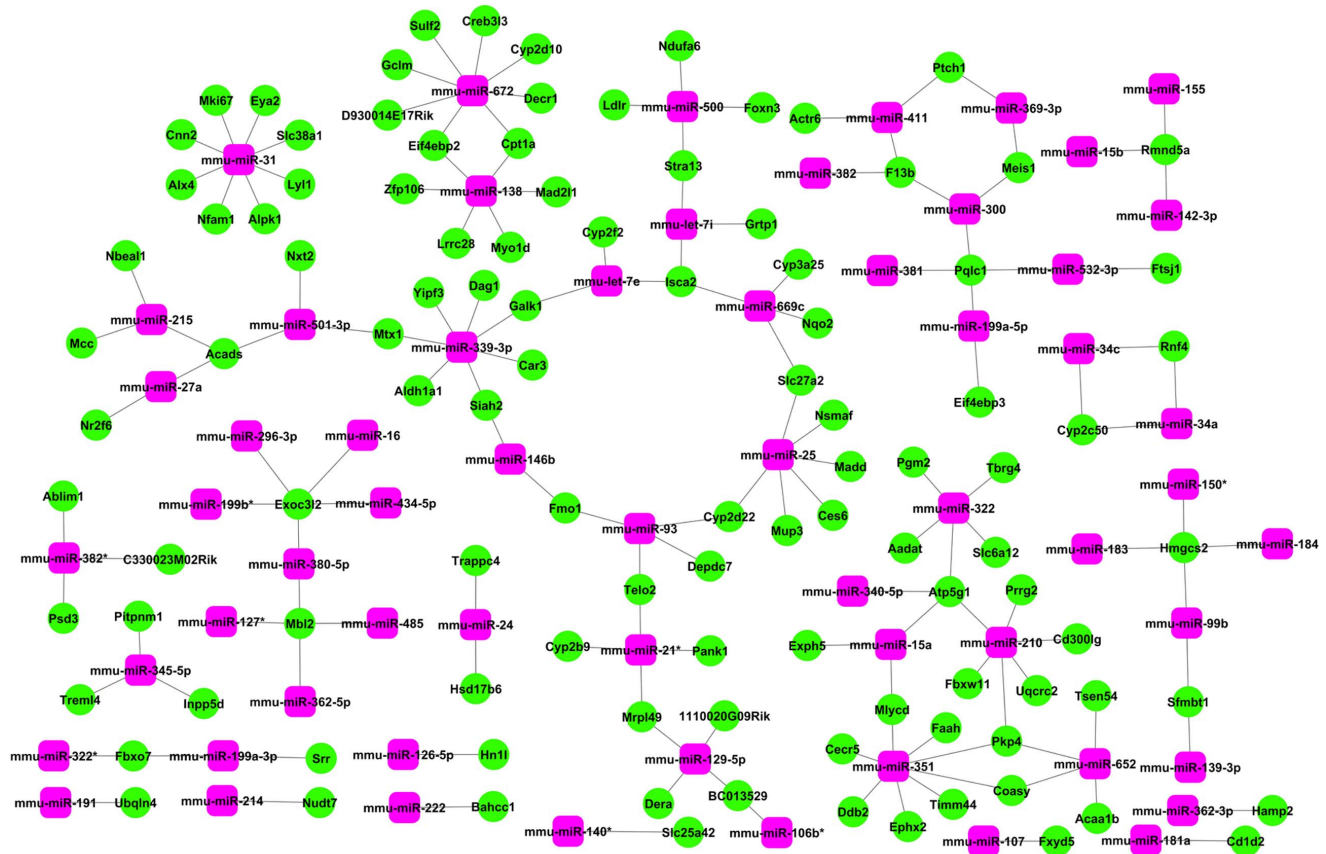 Sulf2
Creb3l3
Cyp2d10
Gclm
mmu-miR-672
Decr1
D930014E17Rik
Eif4ebp2
Cpt1a
Zfp106
mmu-miR-138
Mad2l1
Lrrc28
Myo1d
Mki67
Eya2
Cnn2
Slc38a1
mmu-miR-31
Alx4
Lyl1
Nfam1
Alpk1
Ndufa6
Ldlr
mmu-miR-500
Foxn3
Stra13
mmu-let-7i
Grtp1
Cyp2f2
mmu-let-7e
Isca2
Cyp3a25
mmu-miR-669c
Nqo2
Slc27a2
Ptch1
Actr6
mmu-miR-411
mmu-miR-369-3p
mmu-miR-382
F13b
Meis1
mmu-miR-300
mmu-miR-381
Pqlc1
mmu-miR-532-3p
Ftsj1
mmu-miR-199a-5p
Eif4ebp3
mmu-miR-155
mmu-miR-15b
Rmnd5a
mmu-miR-142-3p
mmu-miR-34c
Rnf4
Cyp2c50
mmu-miR-34a
Nbeal1
Nxt2
mmu-miR-215
mmu-miR-501-3p
Mcc
Acads
mmu-miR-27a
Nr2f6
Mtx1
Yipf3
Dag1
Galk1
mmu-miR-339-3p
Car3
Aldh1a1
Siah2
mmu-miR-146b
Fmo1
mmu-miR-93
Cyp2d22
Depdc7
Nsmaf
mmu-miR-25
Madd
Ces6
Mup3
mmu-miR-296-3p
mmu-miR-16
mmu-miR-199b*
Exoc3l2
mmu-miR-434-5p
mmu-miR-380-5p
mmu-miR-127*
Mbl2
mmu-miR-485
mmu-miR-362-5p
Ablim1
mmu-miR-382*
C330023M02Rik
Psd3
Pitpnm1
mmu-miR-345-5p
Treml4
Inpp5d
Trappc4
mmu-miR-24
Hsd17b6
Telo2
Cyp2b9
mmu-miR-21*
Pank1
Mrpl49
1110020G09Rik
mmu-miR-129-5p
Dera
BC013529
mmu-miR-106b*
mmu-miR-140*
Slc25a42
Pgm2
Tbrg4
mmu-miR-322
Aadat
Slc6a12
mmu-miR-340-5p
Atp5g1
Prrg2
Exph5
mmu-miR-15a
mmu-miR-210
Cd300lg
Fbxw11
Uqcrc2
Mlycd
Faah
Pkp4
Cecr5
mmu-miR-351
Tsen54
mmu-miR-652
Coasy
Ddb2
Ephx2
Timm44
Acaa1b
mmu-miR-150*
mmu-miR-183
Hmgcs2
mmu-miR-184
mmu-miR-99b
Sfmbt1
mmu-miR-139-3p
mmu-miR-362-3p
Hamp2
mmu-miR-107
Fxyd5
mmu-miR-181a
Cd1d2
mmu-miR-322*
Fbxo7
mmu-miR-199a-3p
Srr
mmu-miR-126-5p
Hn1l
mmu-miR-191
Ubqln4
mmu-miR-214
Nudt7
mmu-miR-222
Bahcc1